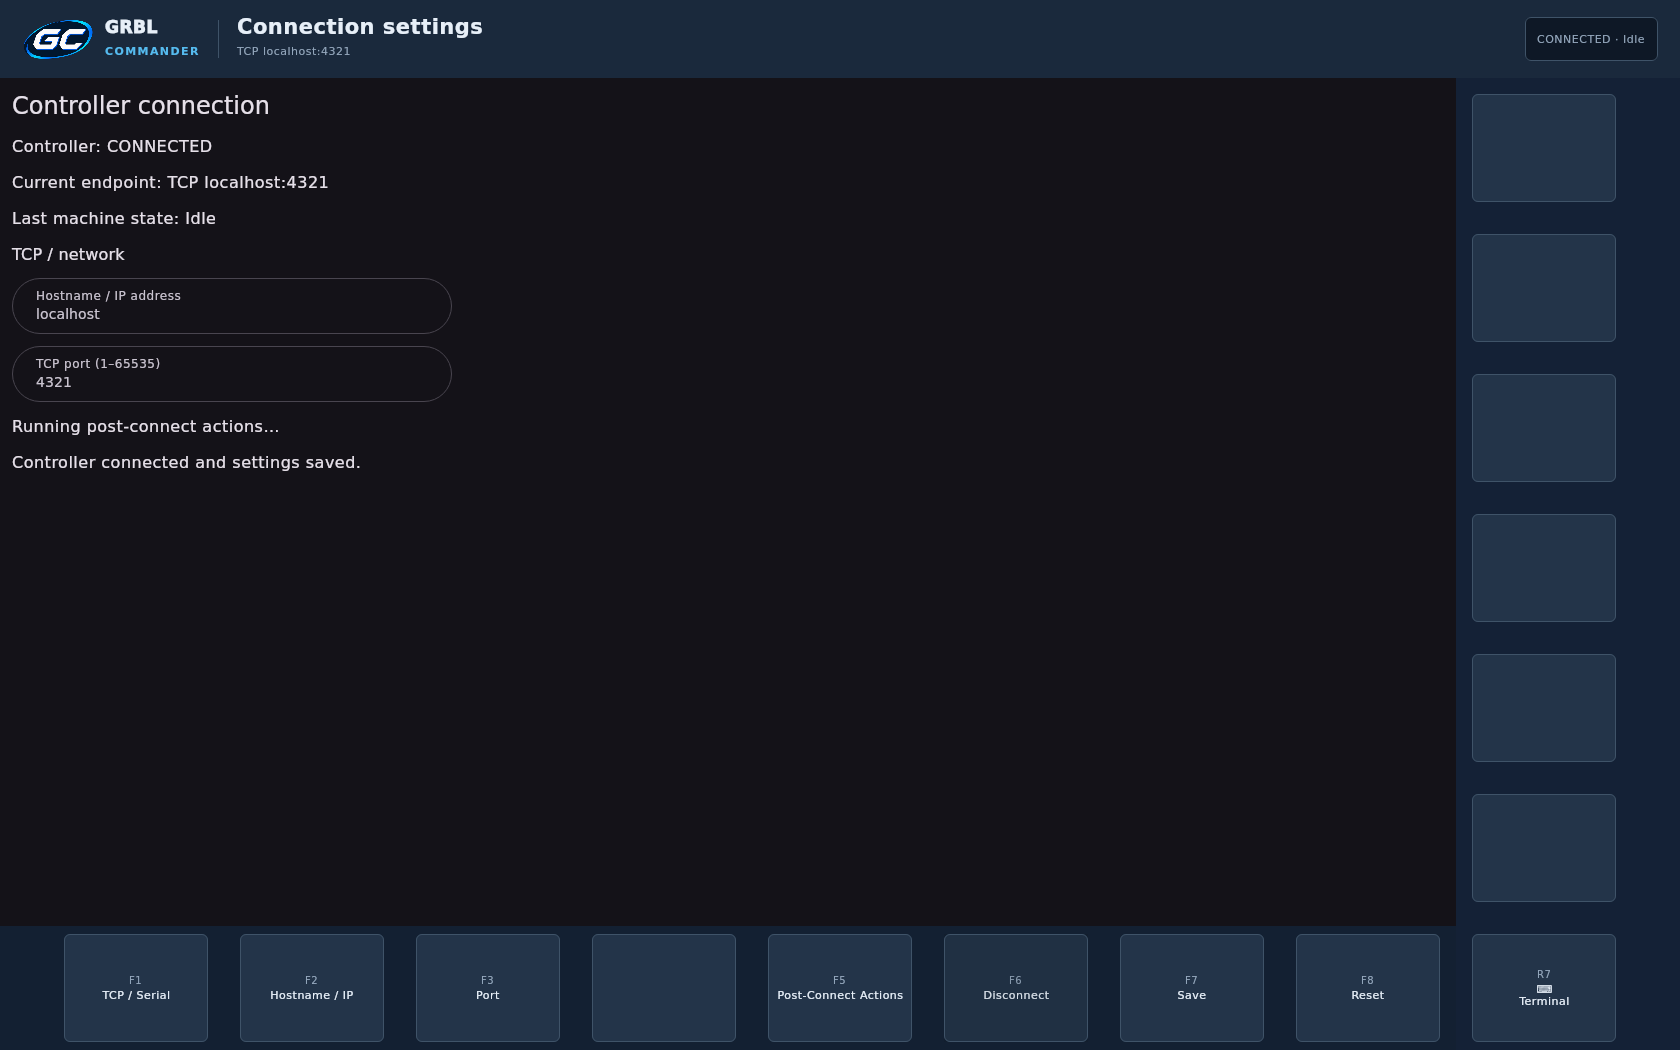 GC
GRBL
COMMANDER
Connection settings
TCP localhost:4321
CONNECTED · Idle
Controller connection
Controller: CONNECTED
Current endpoint: TCP localhost:4321
Last machine state: Idle
TCP / network
Hostname / IP address
localhost
TCP port (1–65535)
4321
Running post-connect actions...
Controller connected and settings saved.
F1
TCP / Serial
F2
Hostname / IP
F3
Port
F5
Post-Connect Actions
F6
Disconnect
F7
Save
F8
Reset
R7
Terminal